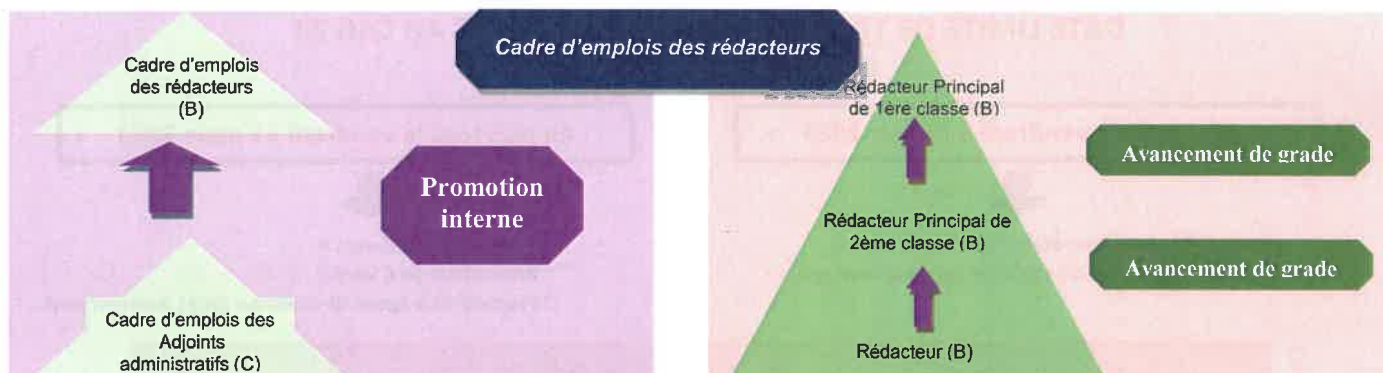 Cadre d'emplois des rédacteurs
Cadre d'emplois
des rédacteurs
(B)
Promotion
interne
Cadre d'emplois des
Adjoints
administratifs (C)
Rédacteur Principal
de 1ère classe (B)
Avancement de grade
Rédacteur Principal de
2ème classe (B)
Avancement de grade
Rédacteur (B)